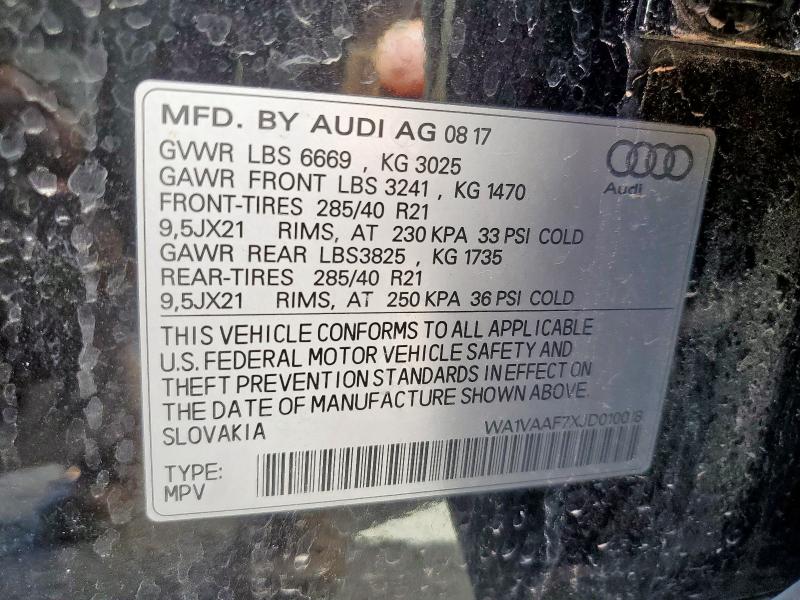 MFD. BY AUDI AG 08 17
GVWR LBS 6669 , KG 3025
GAWR FRONT LBS 3241 , KG 1470
FRONT-TIRES 285/40 R21
9,5JX21 RIMS, AT 230 KPA 33 PSI COLD
GAWR REAR LBS3825 , KG 1735
REAR-TIRES 285/40 R21
9,5JX21 RIMS, AT 250 KPA 36 PSI COLD
Audi
THIS VEHICLE CONFORMS TO ALL APPLICABLE
U.S. FEDERAL MOTOR VEHICLE SAFETY AND
THEFT PREVENTION STANDARDS IN EFFECT ON
THE DATE OF MANUFACTURE SHOWN ABOVE.
SLOVAKIA
WA1VAAF7XJD010018
TYPE:
MPV